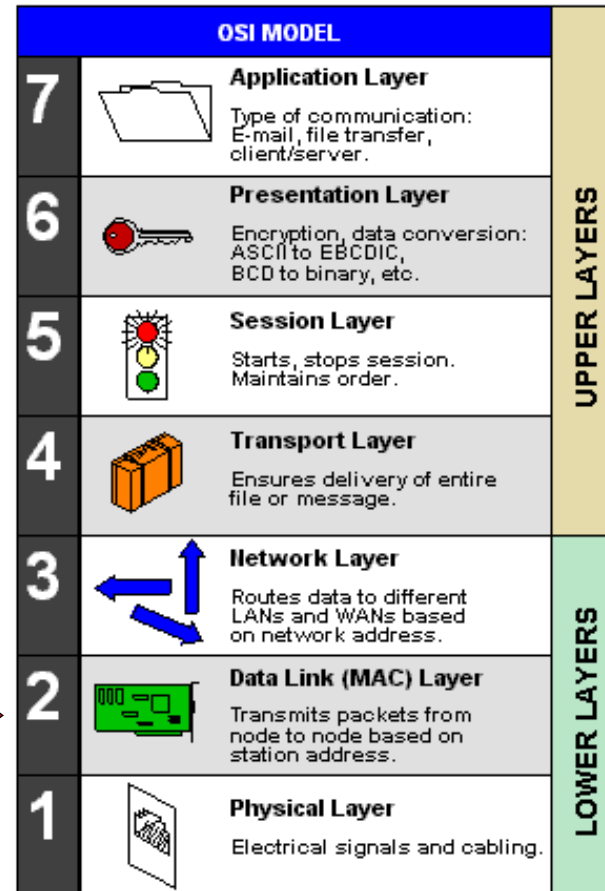 OSI MODEL
7
Application Layer
Type of communication:
E-mail, file transfer,
client/server.
6
Presentation Layer
Encryption, data conversion:
ASCII to EBCDIC,
BCD to binary, etc.
5
Session Layer
Starts, stops session.
Maintains order.
4
Transport Layer
Ensures delivery of entire
file or message.
UPPER LAYERS
3
Network Layer
Routes data to different
LANs and WANs based
on network address.
2
Data Link (MAC) Layer
Transmits packets from
node to node based on
station address.
1
Physical Layer
Electrical signals and cabling.
LOWER LAYERS